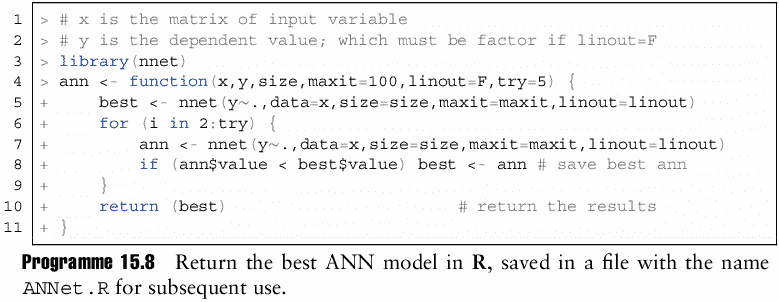 1 > # x is the matrix of input variable
2 > # y is the dependent value; which must be factor if linout=F
3 > library(nnet)
4 > ann <- function(x,y,size,maxit=100,linout=F,try=5) {
5 +     best <- nnet(y~.,data=x,size=size,maxit=maxit,linout=linout)
6 +     for (i in 2:try) {
7 +         ann <- nnet(y~.,data=x,size=size,maxit=maxit,linout=linout)
8 +         if (ann$value < best$value) best <- ann # save best ann
9 +     }
10 +     return (best)                        # return the results
11 + }
Programme 15.8 Return the best ANN model in R, saved in a file with the name
ANNet.R for subsequent use.